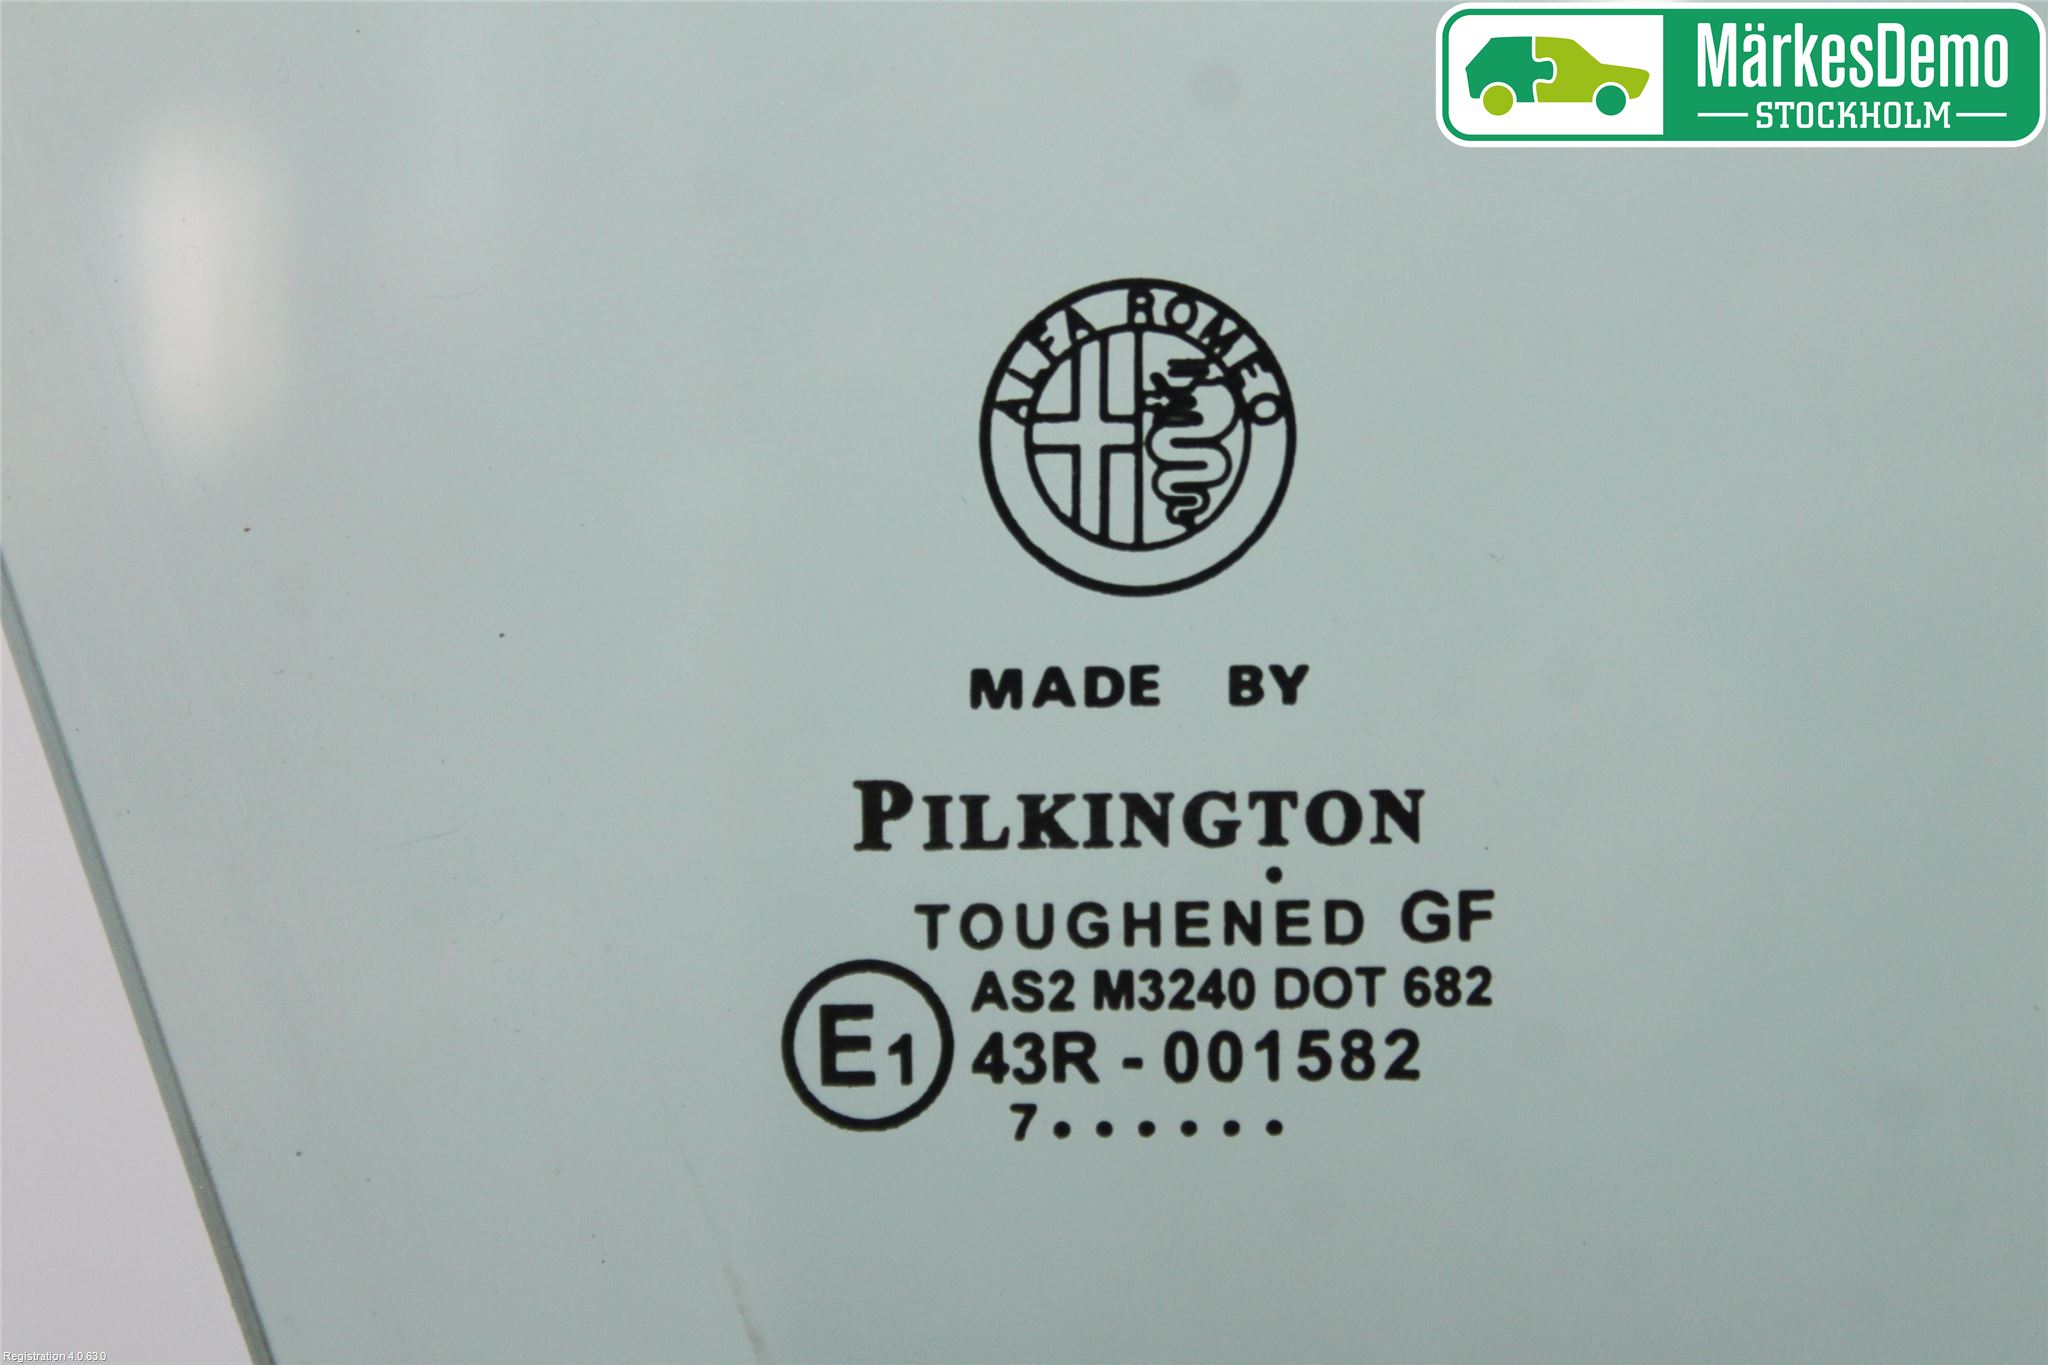 MärkesDemo
STOCKHOLM
ALFA ROMEO
MADE BY
PILKINGTON
.
TOUGHENED GF
AS2 M3240 DOT 682
E1 43R - 001582
7......
Registration 4.0.63.0